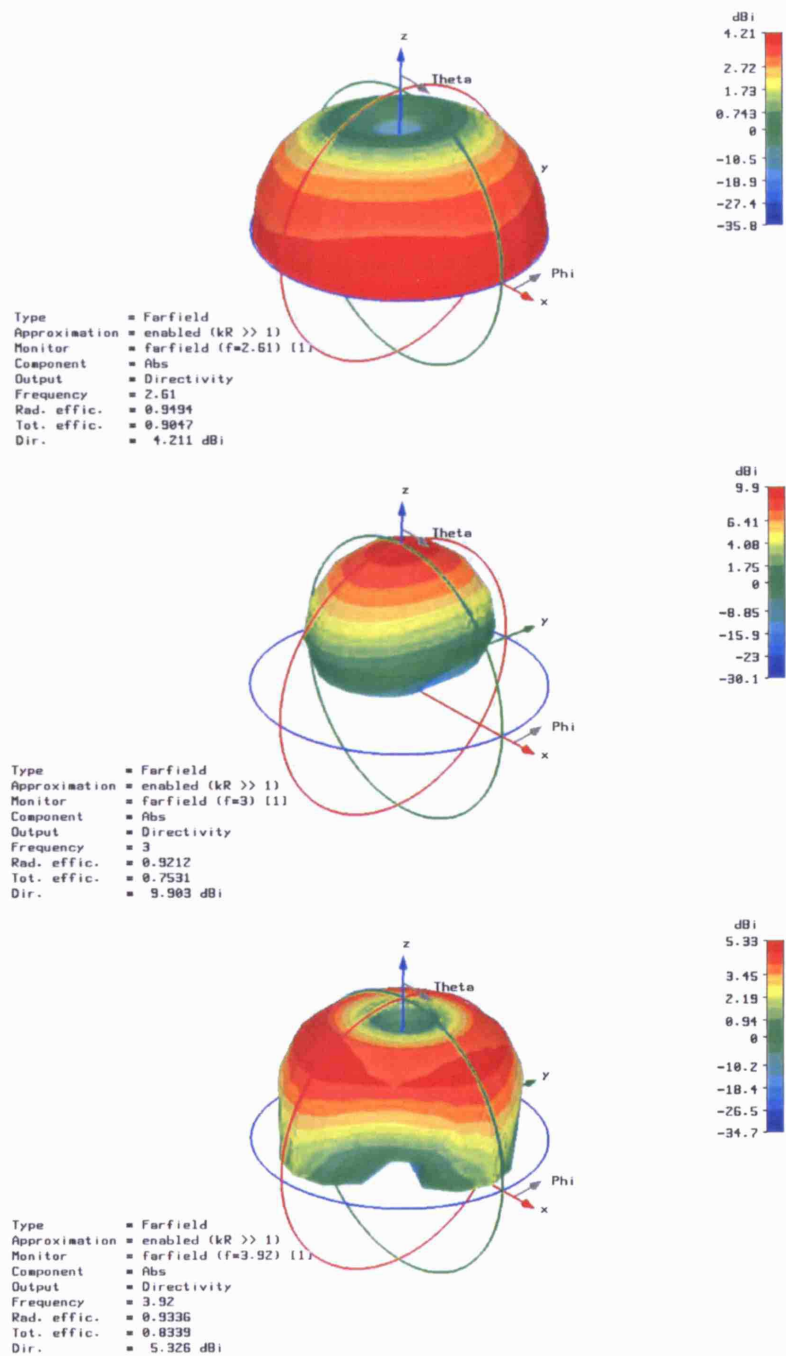 dBi
4.21
2.72
1.73
0.743
0
-10.5
-18.9
-27.4
-35.8
z
Theta
y
Phi
x
Type = Farfield
Approximation = enabled (kR >> 1)
Monitor = farfield (f=2.61) [1]
Component = Abs
Output = Directivity
Frequency = 2.61
Rad. effic. = 0.9494
Tot. effic. = 0.9047
Dir. = 4.211 dBi
dBi
9.9
6.41
4.08
1.75
0
-8.85
-15.9
-23
-30.1
z
Theta
y
Phi
x
Type = Farfield
Approximation = enabled (kR >> 1)
Monitor = farfield (f=3) [1]
Component = Abs
Output = Directivity
Frequency = 3
Rad. effic. = 0.9212
Tot. effic. = 0.7531
Dir. = 9.903 dBi
dBi
5.33
3.45
2.19
0.94
0
-10.2
-18.4
-26.5
-34.7
z
Theta
y
Phi
x
Type = Farfield
Approximation = enabled (kR >> 1)
Monitor = farfield (f=3.92) [1]
Component = Abs
Output = Directivity
Frequency = 3.92
Rad. effic. = 0.9336
Tot. effic. = 0.8339
Dir. = 5.326 dBi